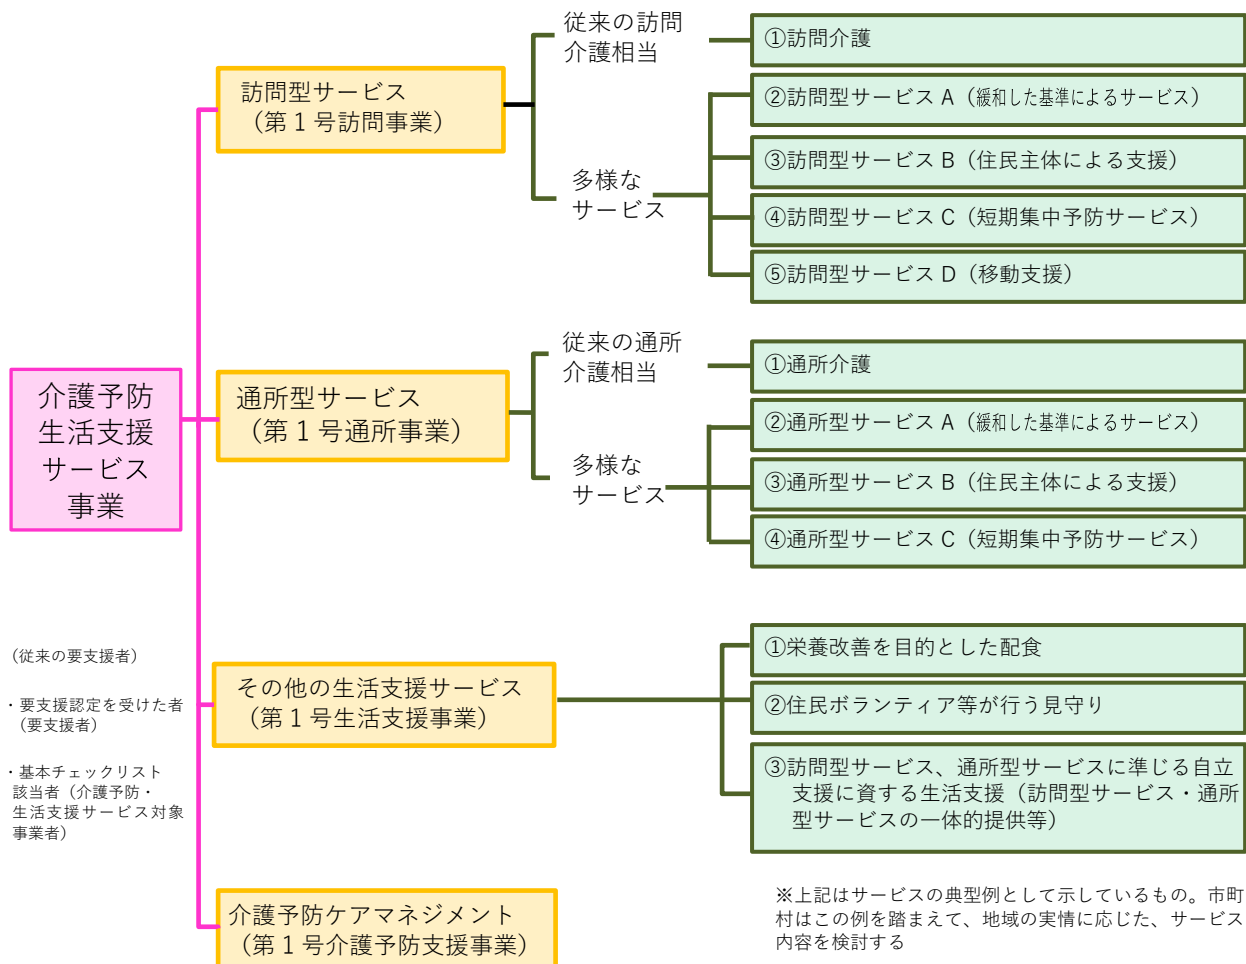 従来の訪問
介護相当
①訪問介護
訪問型サービス
（第１号訪問事業）
②訪問型サービス A（緩和した基準によるサービス）
③訪問型サービス B（住民主体による支援）
多様な
サービス
④訪問型サービス C（短期集中予防サービス）
⑤訪問型サービス D（移動支援）
従来の通所
介護相当
①通所介護
介護予防
生活支援
サービス
事業
通所型サービス
（第１号通所事業）
②通所型サービス A（緩和した基準によるサービス）
多様な
サービス
③通所型サービス B（住民主体による支援）
④通所型サービス C（短期集中予防サービス）
（従来の要支援者）
・要支援認定を受けた者
（要支援者）
・基本チェックリスト
該当者（介護予防・
生活支援サービス対象
事業者）
その他の生活支援サービス
（第１号生活支援事業）
①栄養改善を目的とした配食
②住民ボランティア等が行う見守り
③訪問型サービス、通所型サービスに準じる自立
支援に資する生活支援（訪問型サービス・通所
型サービスの一体的提供等）
介護予防ケアマネジメント
（第１号介護予防支援事業）
※上記はサービスの典型例として示しているもの。市町
村はこの例を踏まえて、地域の実情に応じた、サービス
内容を検討する